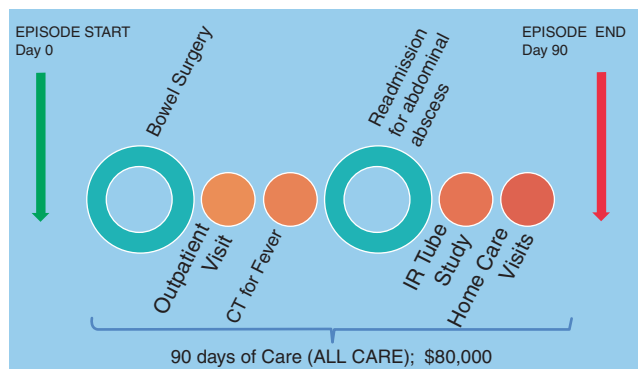 EPISODE START
Day 0
EPISODE END
Day 90
Bowel Surgery
Outpatient
Visit
CT for Fever
Readmission
for abdominal
abscess
IR Tube
Study
Home Care
Visits
90 days of Care (ALL CARE); $80,000